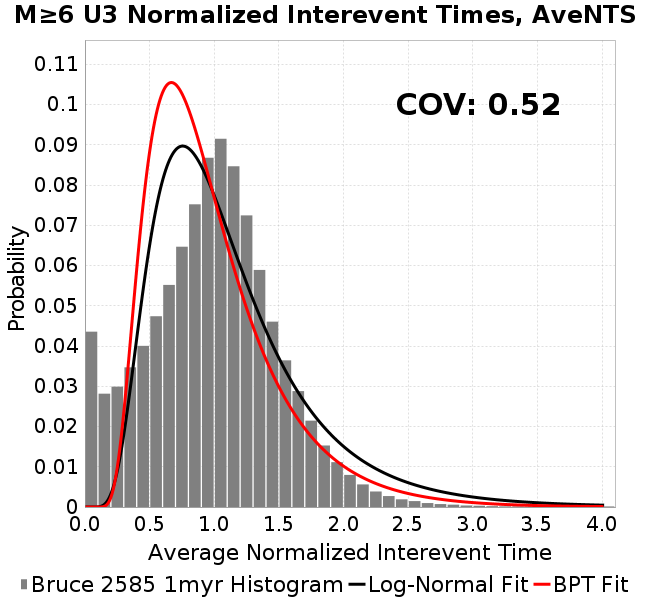 M≥6 U3 Normalized Interevent Times, AveNTS
COV: 0.52
Probability
0.11
0.1
0.09
0.08
0.07
0.06
0.05
0.04
0.03
0.02
0.01
0
0.0 0.5 1.0 1.5 2.0 2.5 3.0 3.5 4.0
Average Normalized Interevent Time
Bruce 2585 1myr Histogram Log-Normal Fit BPT Fit